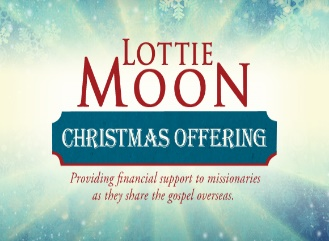 LOTTIE
MOON
CHRISTMAS OFFERING
Providing financial support to missionaries
as they share the gospel overseas.